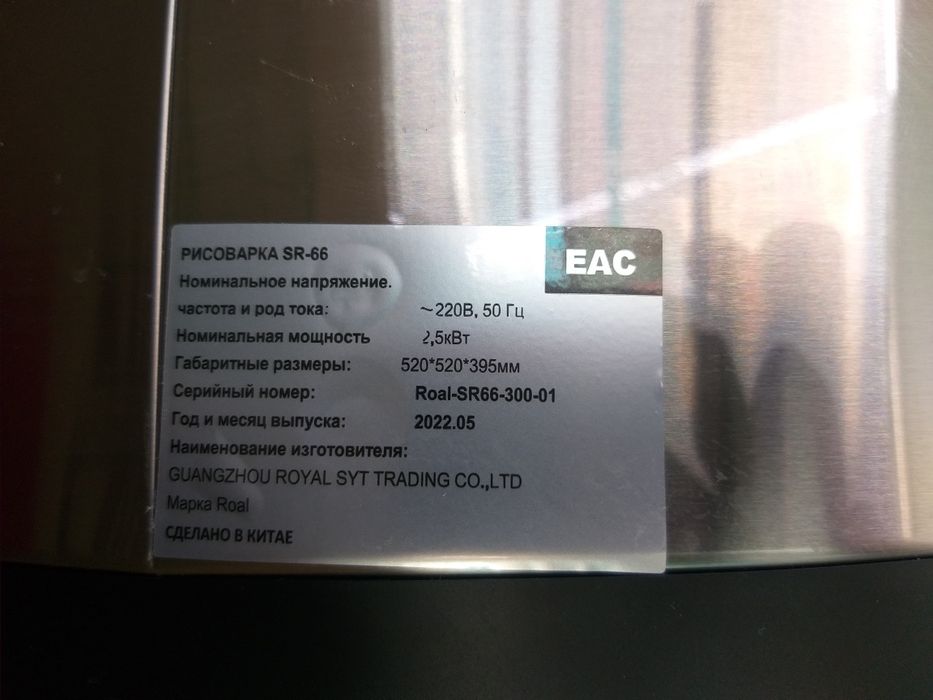 РИСОВАРКА SR-66
EAC
Номинальное напряжение.
частота и род тока: ~220В, 50 Гц
Номинальная мощность 2,5кВт
Габаритные размеры: 520*520*395мм
Серийный номер: Roal-SR66-300-01
Год и месяц выпуска: 2022.05
Наименование изготовителя:
GUANGZHOU ROYAL SYT TRADING CO.,LTD
Марка Roal
СДЕЛАНО В КИТАЕ